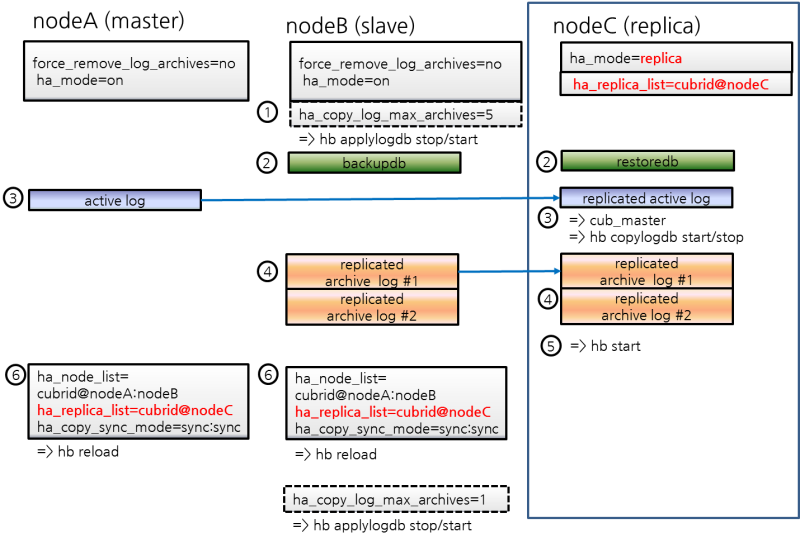 nodeA (master)
force_remove_log_archives=no
ha_mode=on
nodeB (slave)
force_remove_log_archives=no
ha_mode=on
1
ha_copy_log_max_archives=5
=> hb applylogdb stop/start
nodeC (replica)
ha_mode=replica
ha_replica_list=cubrid@nodeC
2
backupdb
2
restoredb
3
active log
replicated active log
3
=> cub_master
=> hb copylogdb start/stop
4
replicated
archive log #1
replicated
archive log #2
replicated
archive log #1
4
replicated
archive log #2
5
=> hb start
6
ha_node_list=
cubrid@nodeA:nodeB
ha_replica_list=cubrid@nodeC
ha_copy_sync_mode=sync:sync
=> hb reload
6
ha_node_list=
cubrid@nodeA:nodeB
ha_replica_list=cubrid@nodeC
ha_copy_sync_mode=sync:sync
=> hb reload
ha_copy_log_max_archives=1
=> hb applylogdb stop/start